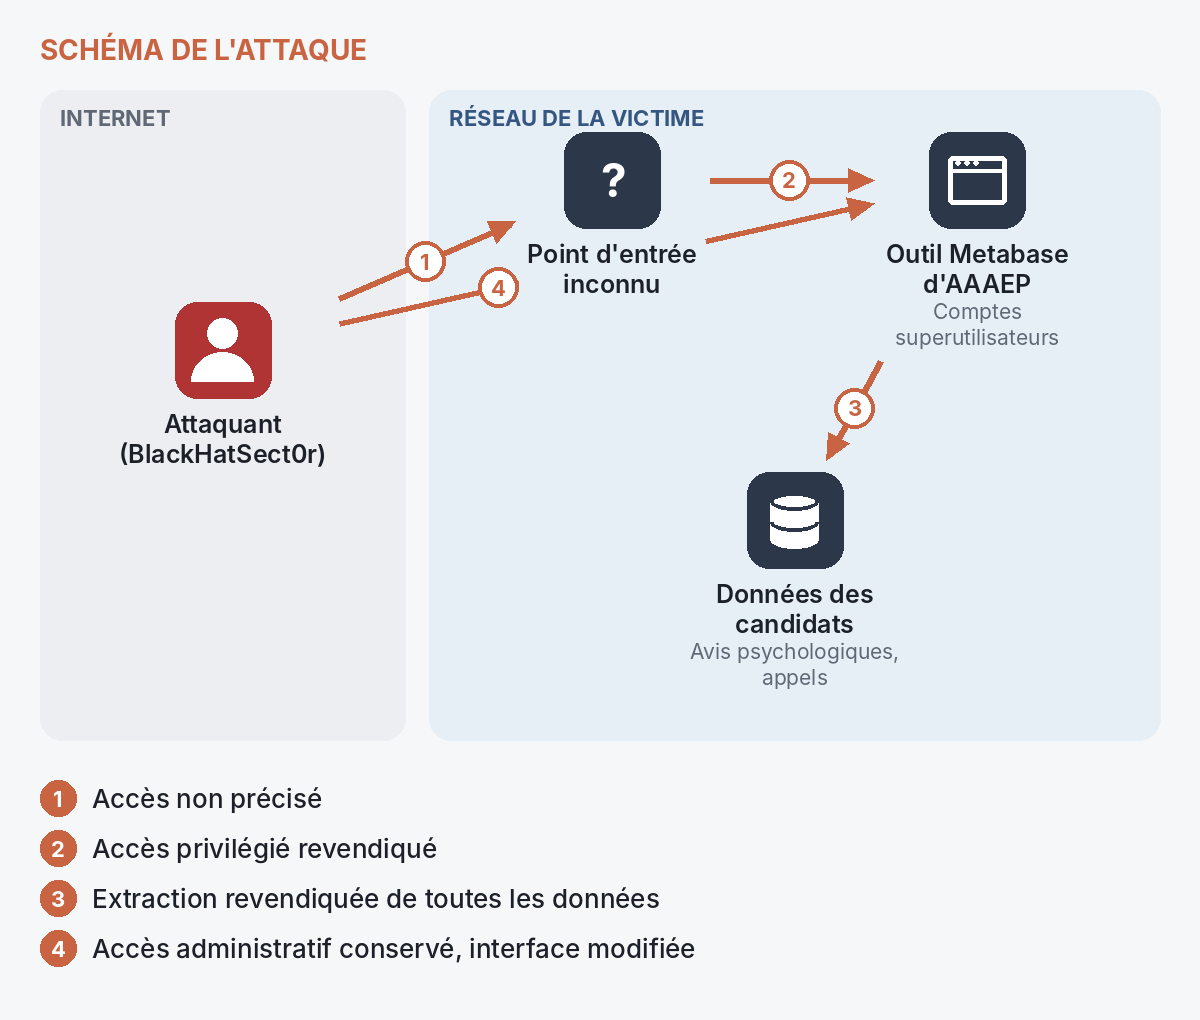 SCHÉMA DE L'ATTAQUE
INTERNET
RÉSEAU DE LA VICTIME
?
2
1
4
Point d'entrée
inconnu
Outil Metabase
d'AAAEP
Comptes
superutilisateurs
Attaquant
(BlackHatSect0r)
3
Données des
candidats
Avis psychologiques,
appels
1 Accès non précisé
2 Accès privilégié revendiqué
3 Extraction revendiquée de toutes les données
4 Accès administratif conservé, interface modifiée